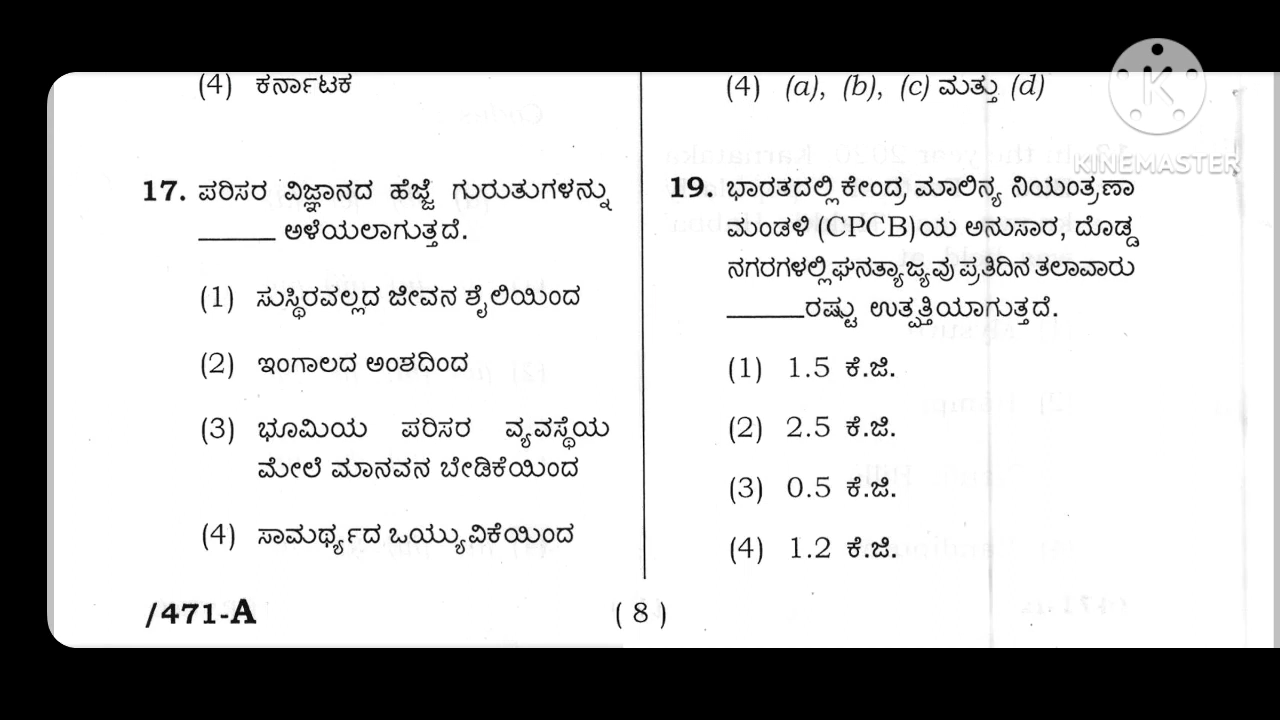 (4) ಕರ್ನಾಟಕ
17. ಪರಿಸರ ವಿಜ್ಞಾನದ ಹೆಜ್ಜೆ ಗುರುತುಗಳನ್ನು
______ ಅಳೆಯಲಾಗುತ್ತದೆ.
(1) ಸುಸ್ಥಿರವಲ್ಲದ ಜೀವನ ಶೈಲಿಯಿಂದ
(2) ಇಂಗಾಲದ ಅಂಶದಿಂದ
(3) ಭೂಮಿಯ ಪರಿಸರ ವ್ಯವಸ್ಥೆಯ
ಮೇಲೆ ಮಾನವನ ಬೇಡಿಕೆಯಿಂದ
(4) ಸಾಮರ್ಥ್ಯದ ಒಯ್ಯುವಿಕೆಯಿಂದ
/471-A
(4) (a), (b), (c) ಮತ್ತು (d)
19. ಭಾರತದಲ್ಲಿ ಕೇಂದ್ರ ಮಾಲಿನ್ಯ ನಿಯಂತ್ರಣಾ
ಮಂಡಳಿ (CPCB)ಯ ಅನುಸಾರ, ದೊಡ್ಡ
ನಗರಗಳಲ್ಲಿ ಘನತ್ಯಾಜ್ಯವು ಪ್ರತಿದಿನ ತಲಾವಾರು
______ರಷ್ಟು ಉತ್ಪತ್ತಿಯಾಗುತ್ತದೆ.
(1) 1.5 ಕೆ.ಜಿ.
(2) 2.5 ಕೆ.ಜಿ.
(3) 0.5 ಕೆ.ಜಿ.
(4) 1.2 ಕೆ.ಜಿ.
( 8 )
K
KINEMASTER